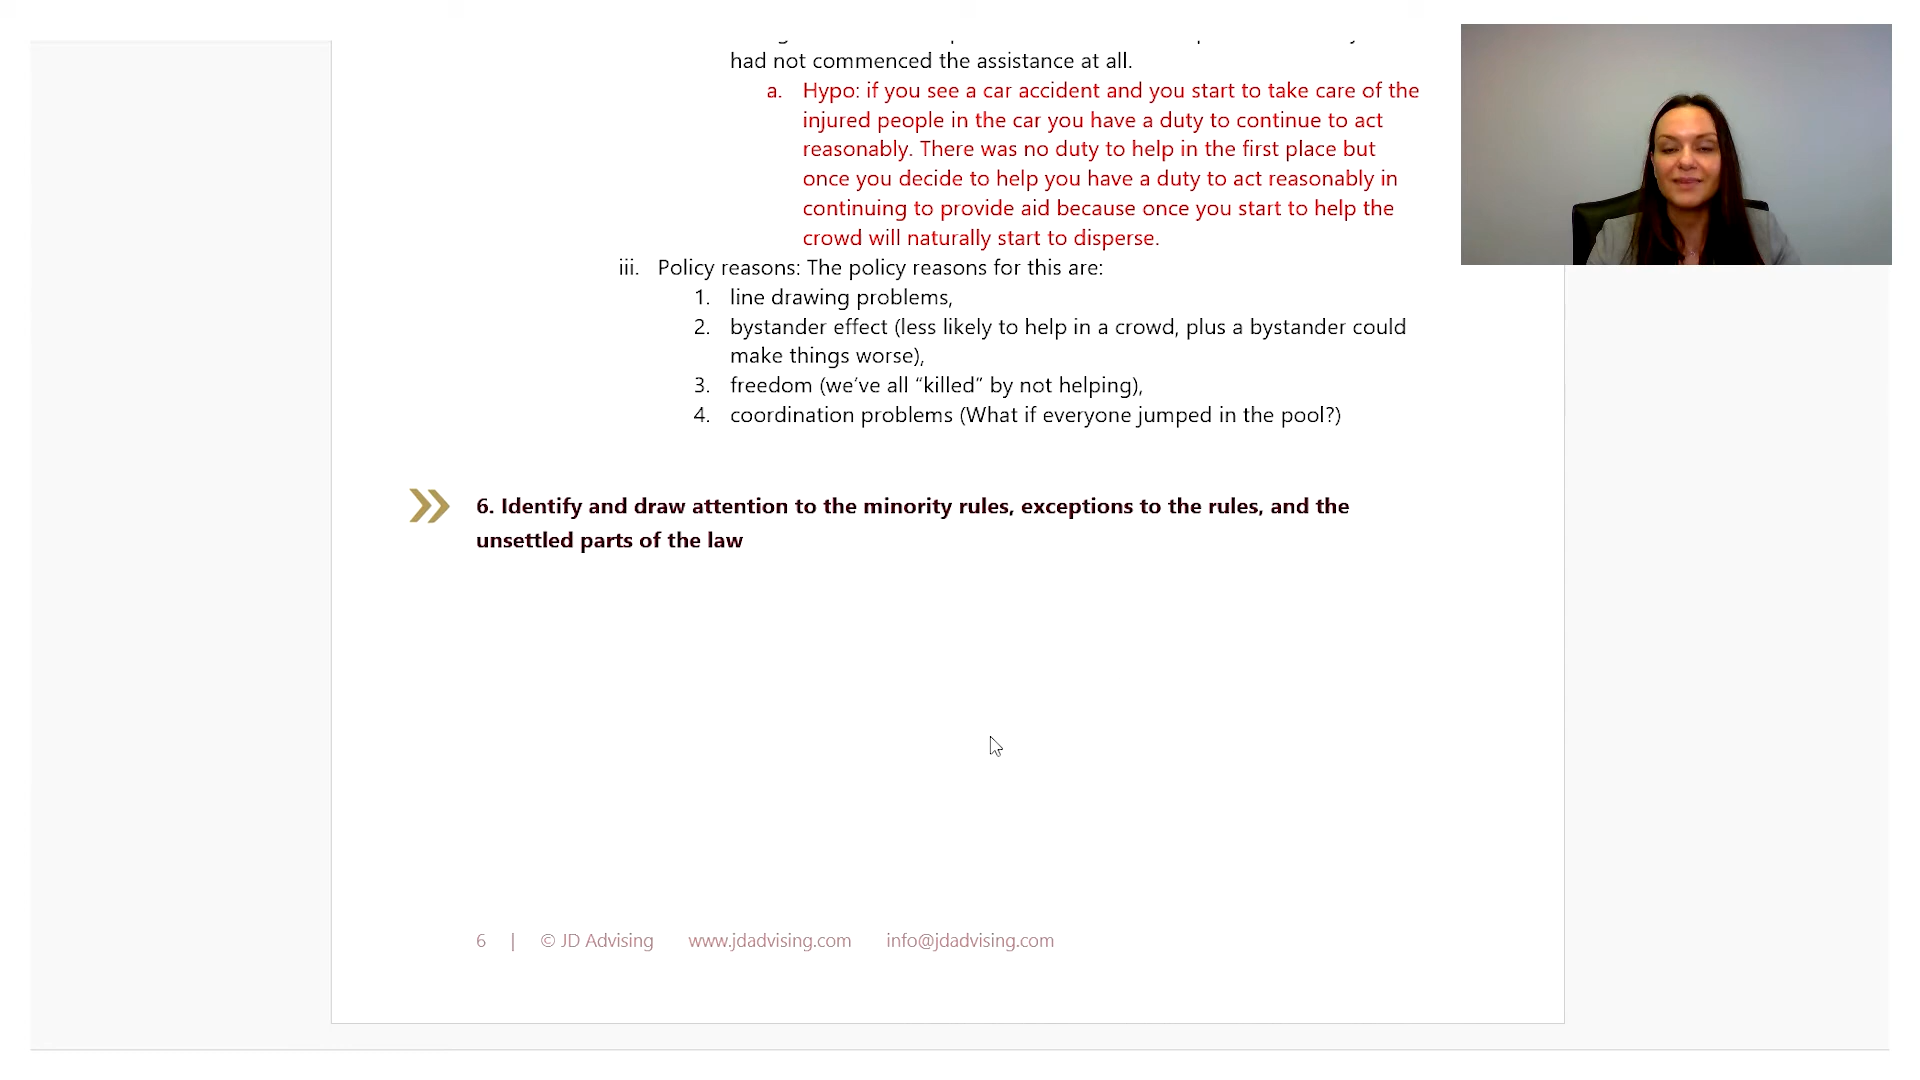 had not commenced the assistance at all.
a. Hypo: if you see a car accident and you start to take care of the
injured people in the car you have a duty to continue to act
reasonably. There was no duty to help in the first place but
once you decide to help you have a duty to act reasonably in
continuing to provide aid because once you start to help the
crowd will naturally start to disperse.
iii. Policy reasons: The policy reasons for this are:
1. line drawing problems,
2. bystander effect (less likely to help in a crowd, plus a bystander could
make things worse),
3. freedom (we’ve all “killed” by not helping),
4. coordination problems (What if everyone jumped in the pool?)
6. Identify and draw attention to the minority rules, exceptions to the rules, and the
unsettled parts of the law
6 | © JD Advising www.jdadvising.com info@jdadvising.com